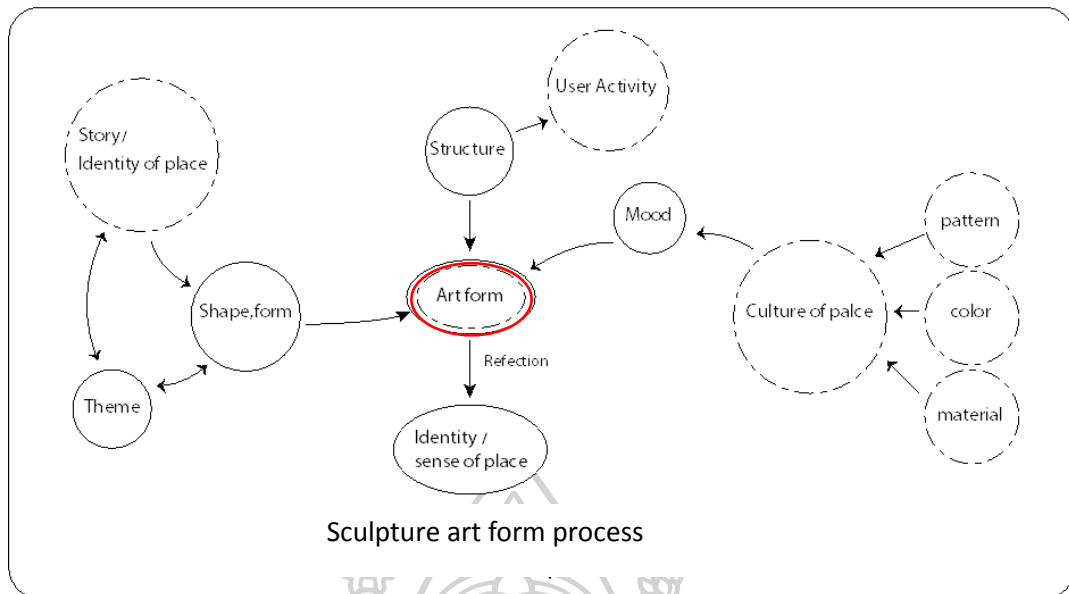 User Activity
Story/
Identity of place
Structure
Mood
pattern
Art form
Shape,form
Culture of palce
color
Refection
Theme
material
Identity /
sense of place
Sculpture art form process